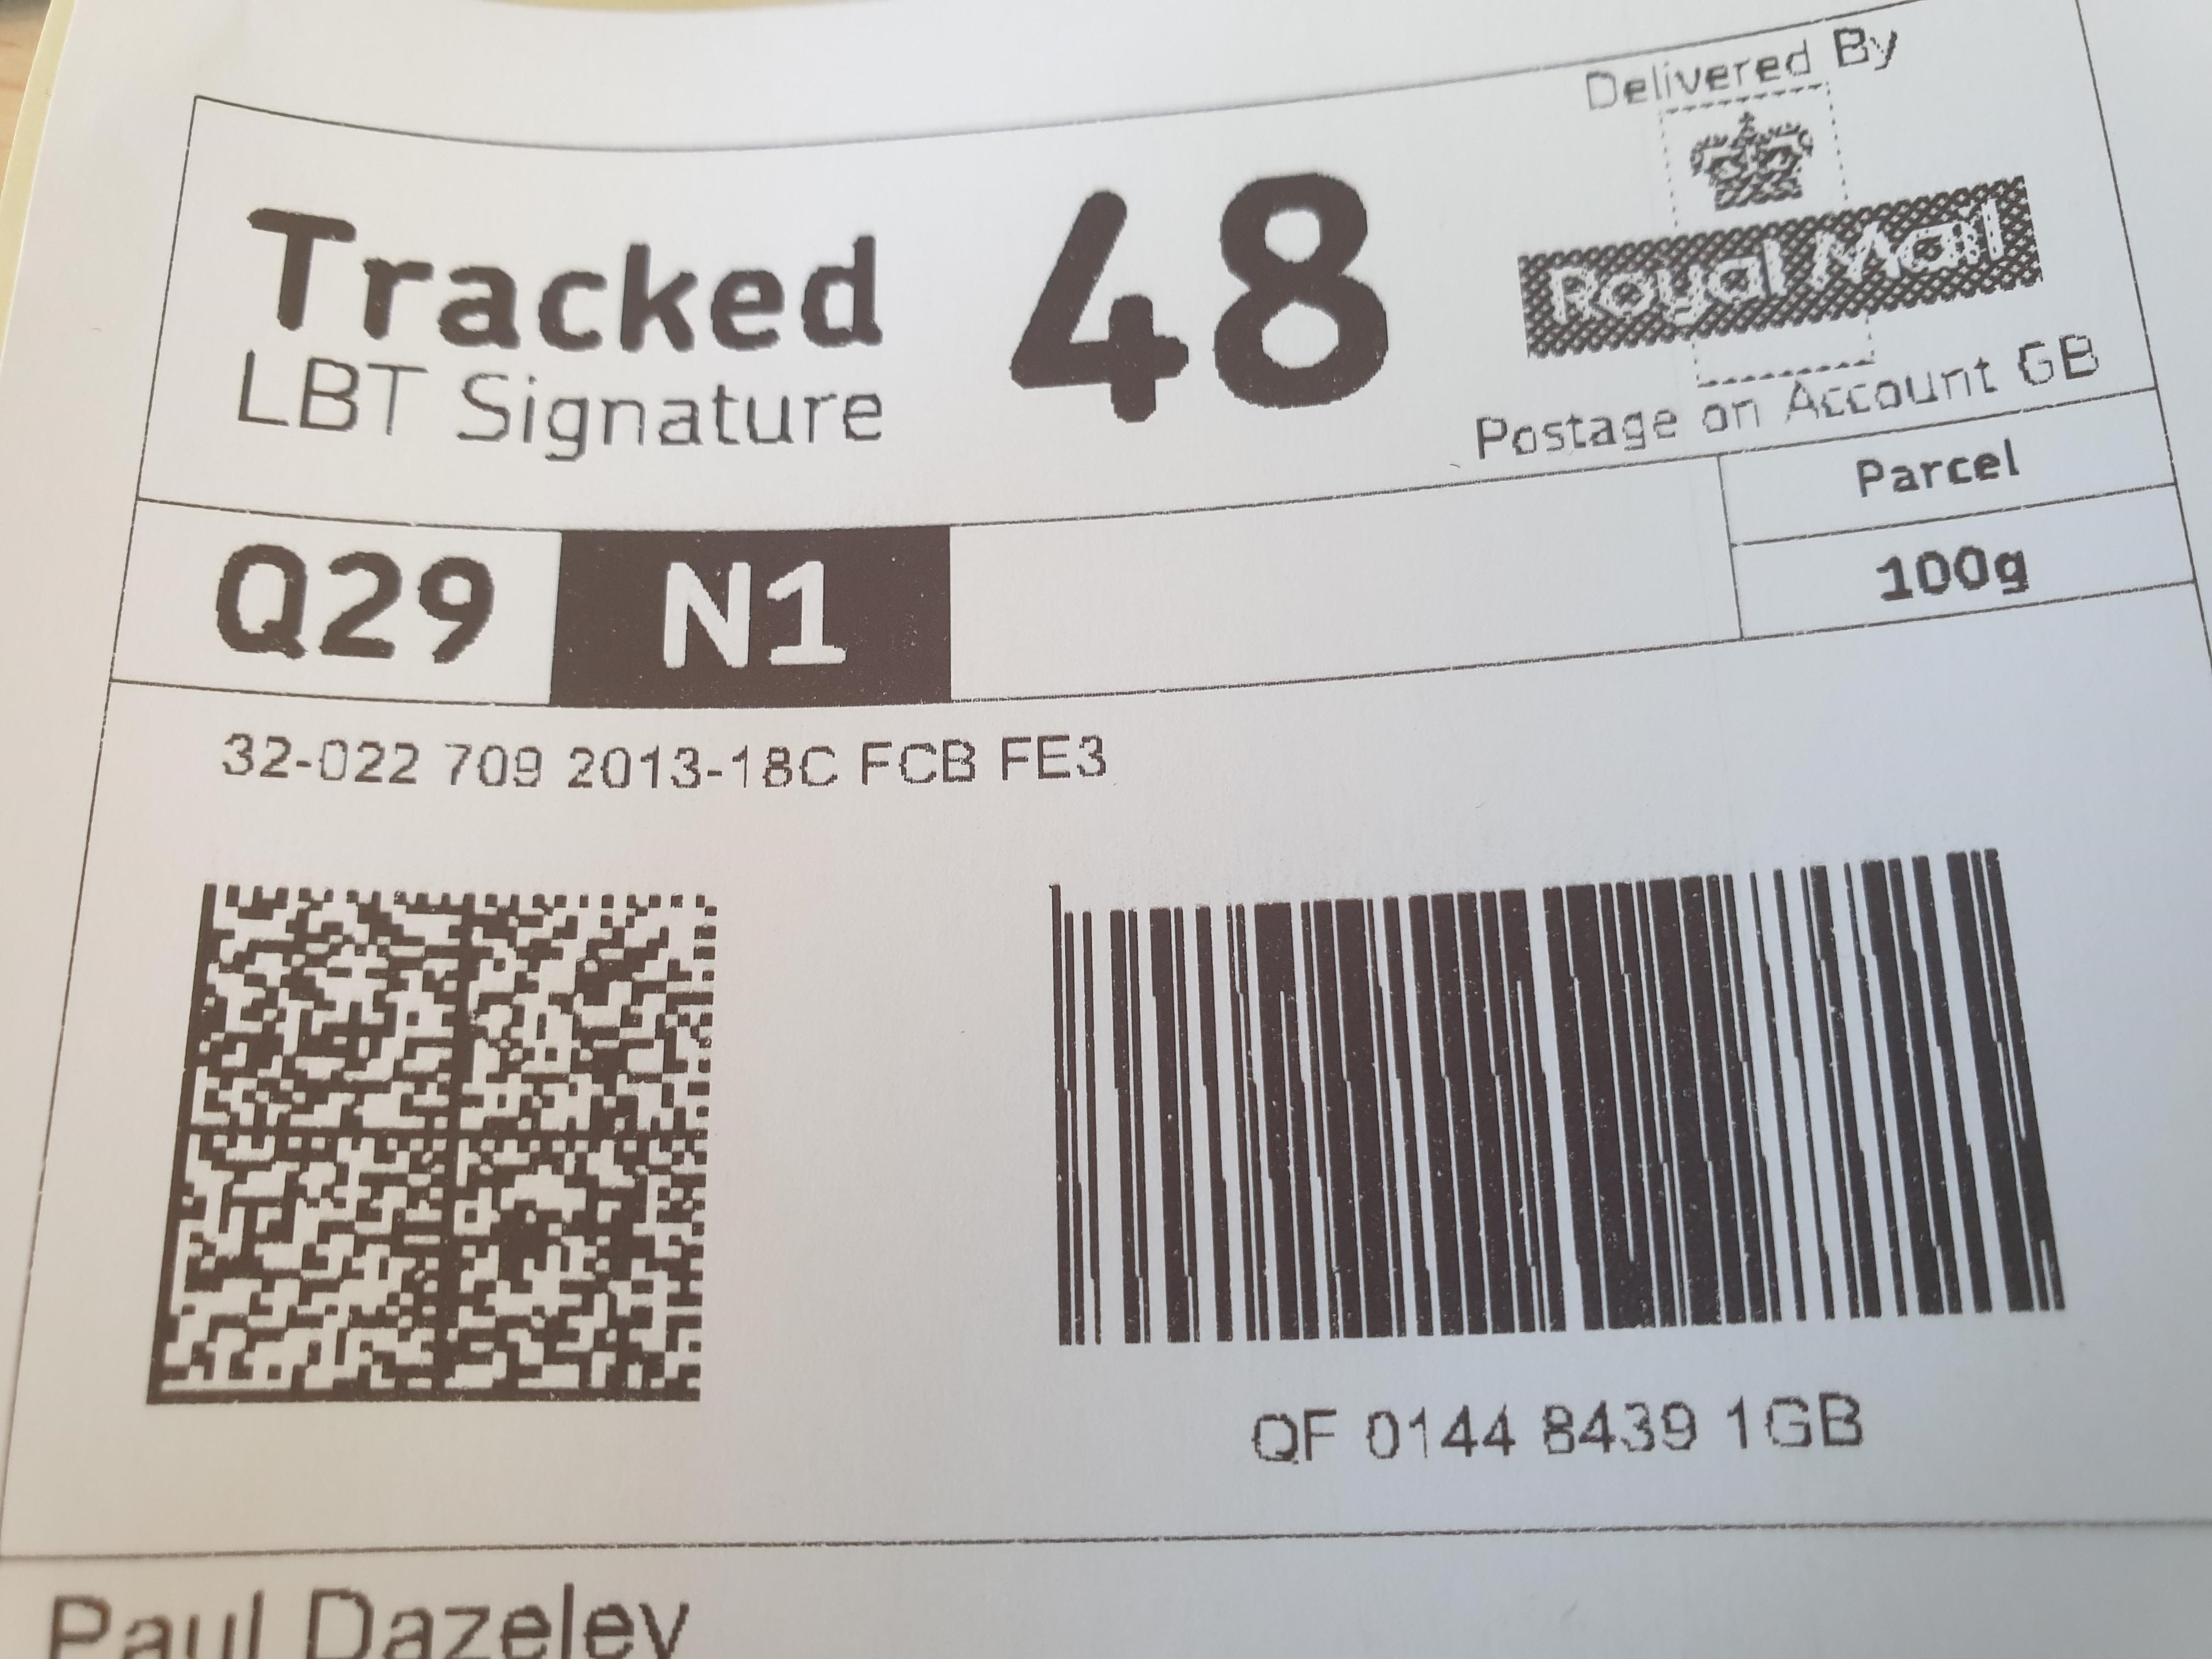 Delivered By
Tracked 48
LBT Signature
Royal Mail
Postage on Account GB
Parcel
Q29 N1
100g
32-022 709 2013-18C FCB FE3
QF 0144 8439 1GB
Paul Dazeley